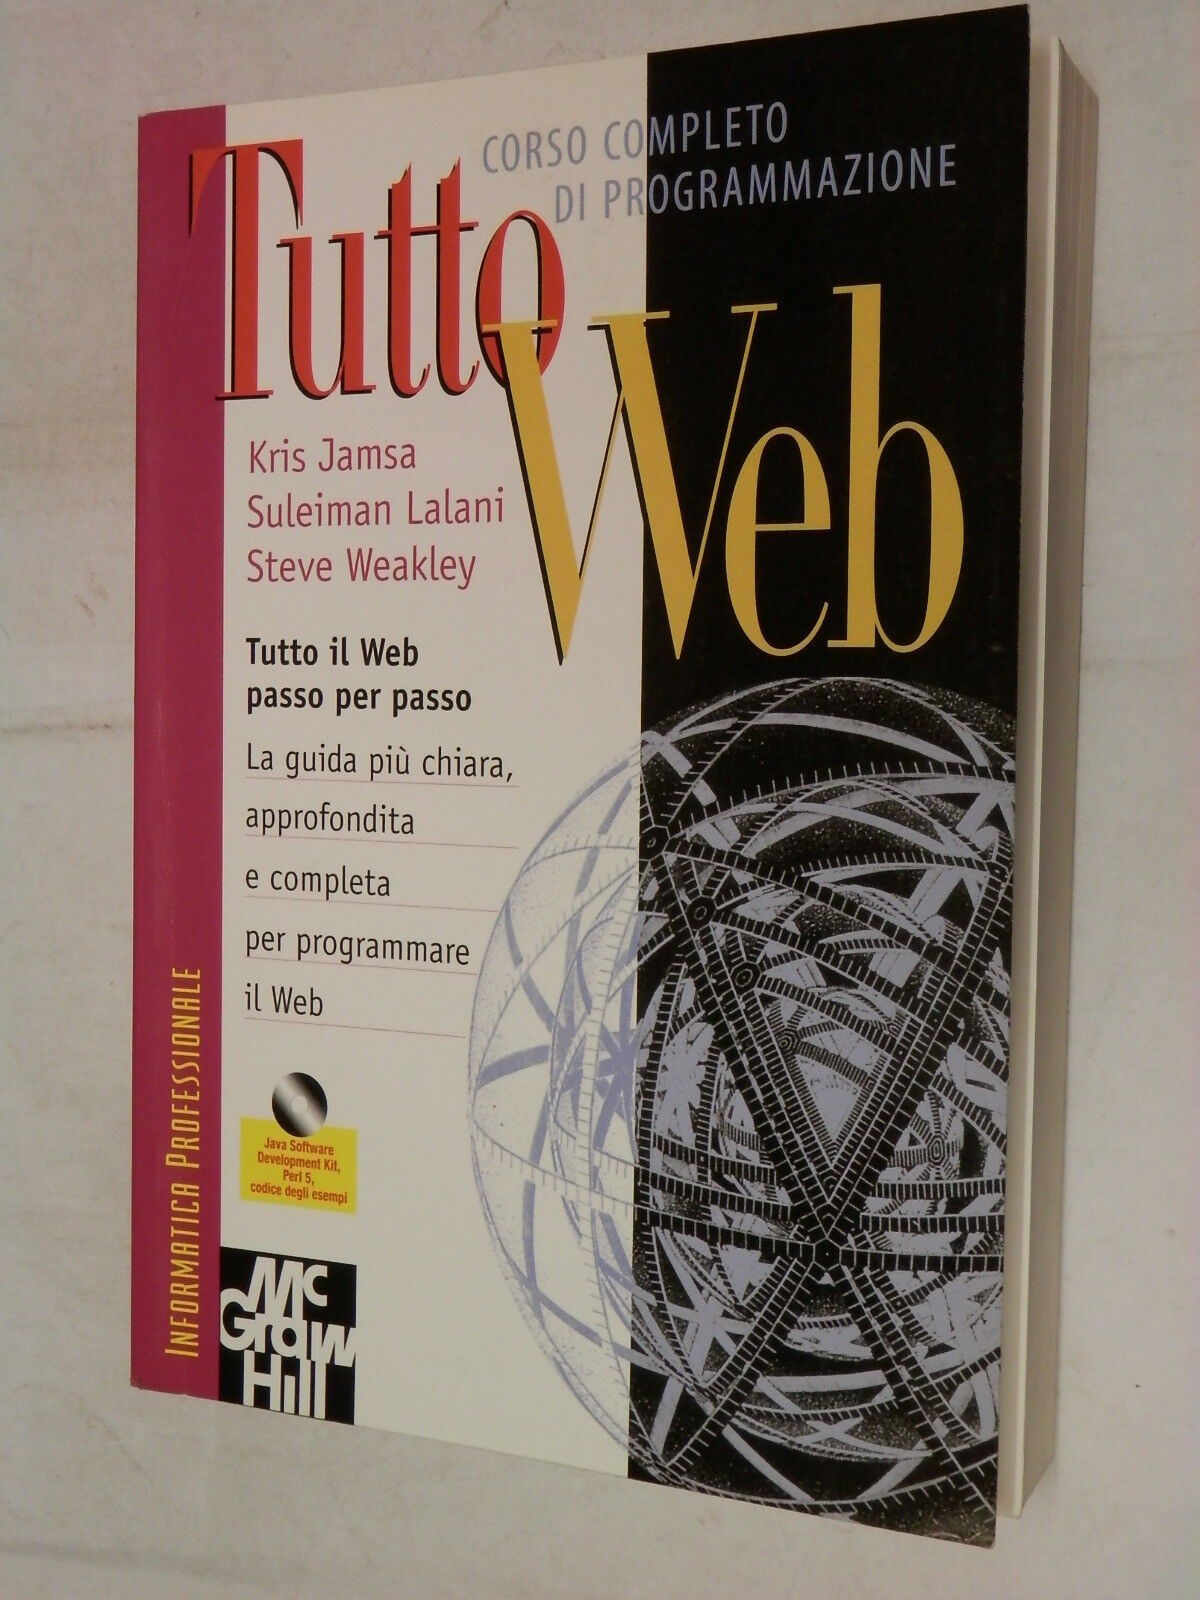 CORSO COMPLETO
DI PROGRAMMAZIONE
Tutto
Web
Kris Jamsa
Suleiman Lalani
Steve Weakley
Tutto il Web
passo per passo
La guida più chiara,
approfondita
e completa
per programmare
il Web
Java Software
Development Kit,
Perl 5,
codice degli esempi
INFORMATICA PROFESSIONALE
Mc
Graw
Hill